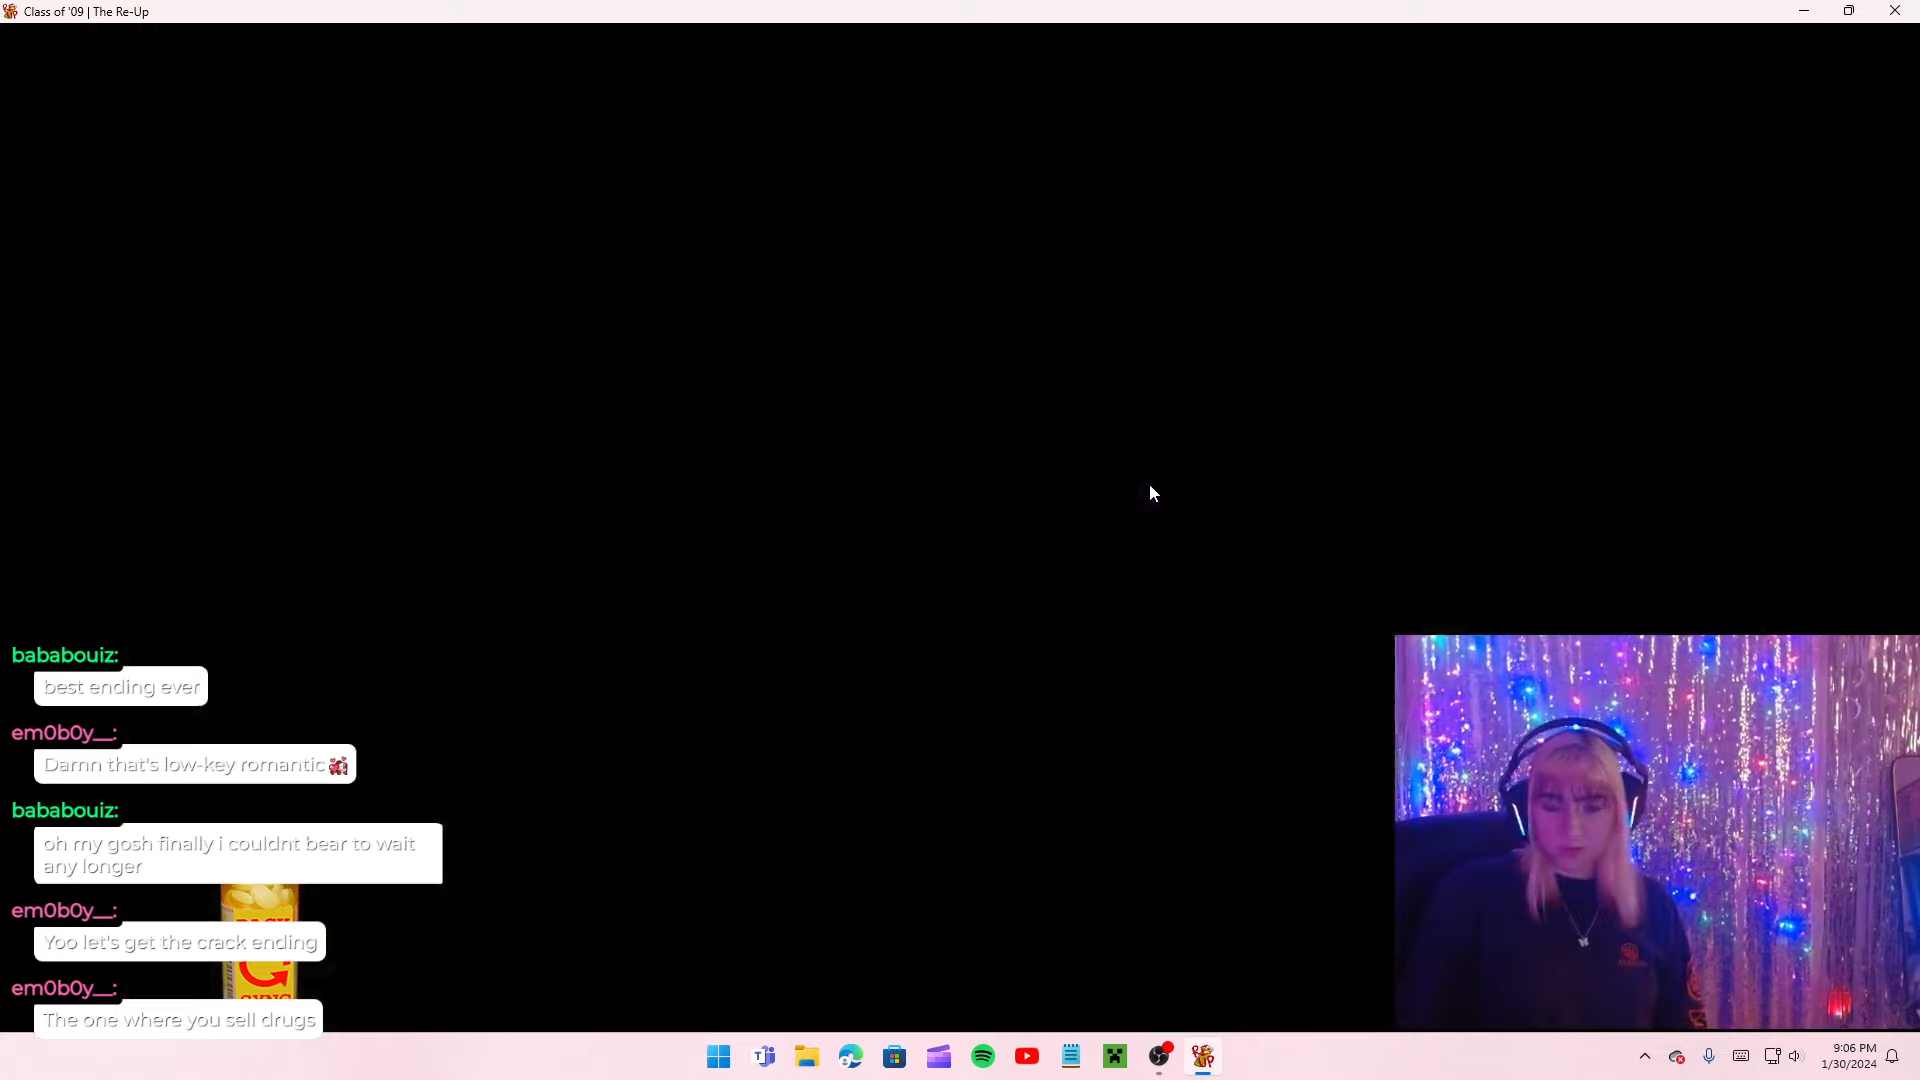 Class of '09 | The Re-Up
bababouiz:
best ending ever
em0b0y__:
Damn that's low-key romantic
bababouiz:
oh my gosh finally i couldnt bear to wait
any longer
em0b0y__:
Yoo let's get the crack ending
em0b0y__:
The one where you sell drugs
9:06 PM
1/30/2024